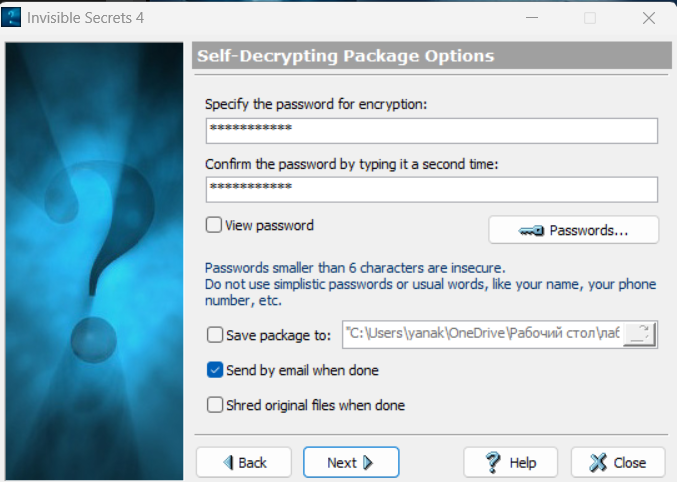 Invisible Secrets 4
Self-Decrypting Package Options
Specify the password for encryption:
***********
Confirm the password by typing it a second time:
***********
View password
Passwords...
Passwords smaller than 6 characters are insecure.
Do not use simplistic passwords or usual words, like your name, your phone
number, etc.
Save package to: "C:\Users\yanak\OneDrive\Рабочий стол\лаб
Send by email when done
Shred original files when done
Back Next Help Close